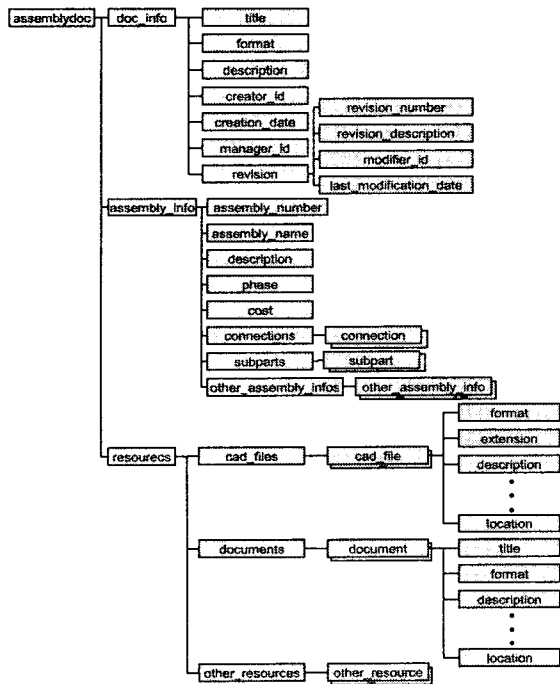 assemblydoc
doc_info
title
format
description
creator_id
creation_date
manager_id
revision
revision_number
revision_description
modifier_id
last_modification_date
assembly_info
assembly_number
assembly_name
description
phase
cost
connections
connection
subparts
subpart
other_assembly_infos
other_assembly_info
resourecs
cad_files
cad_file
format
extension
description
location
documents
document
title
format
description
location
other_resources
other_resource